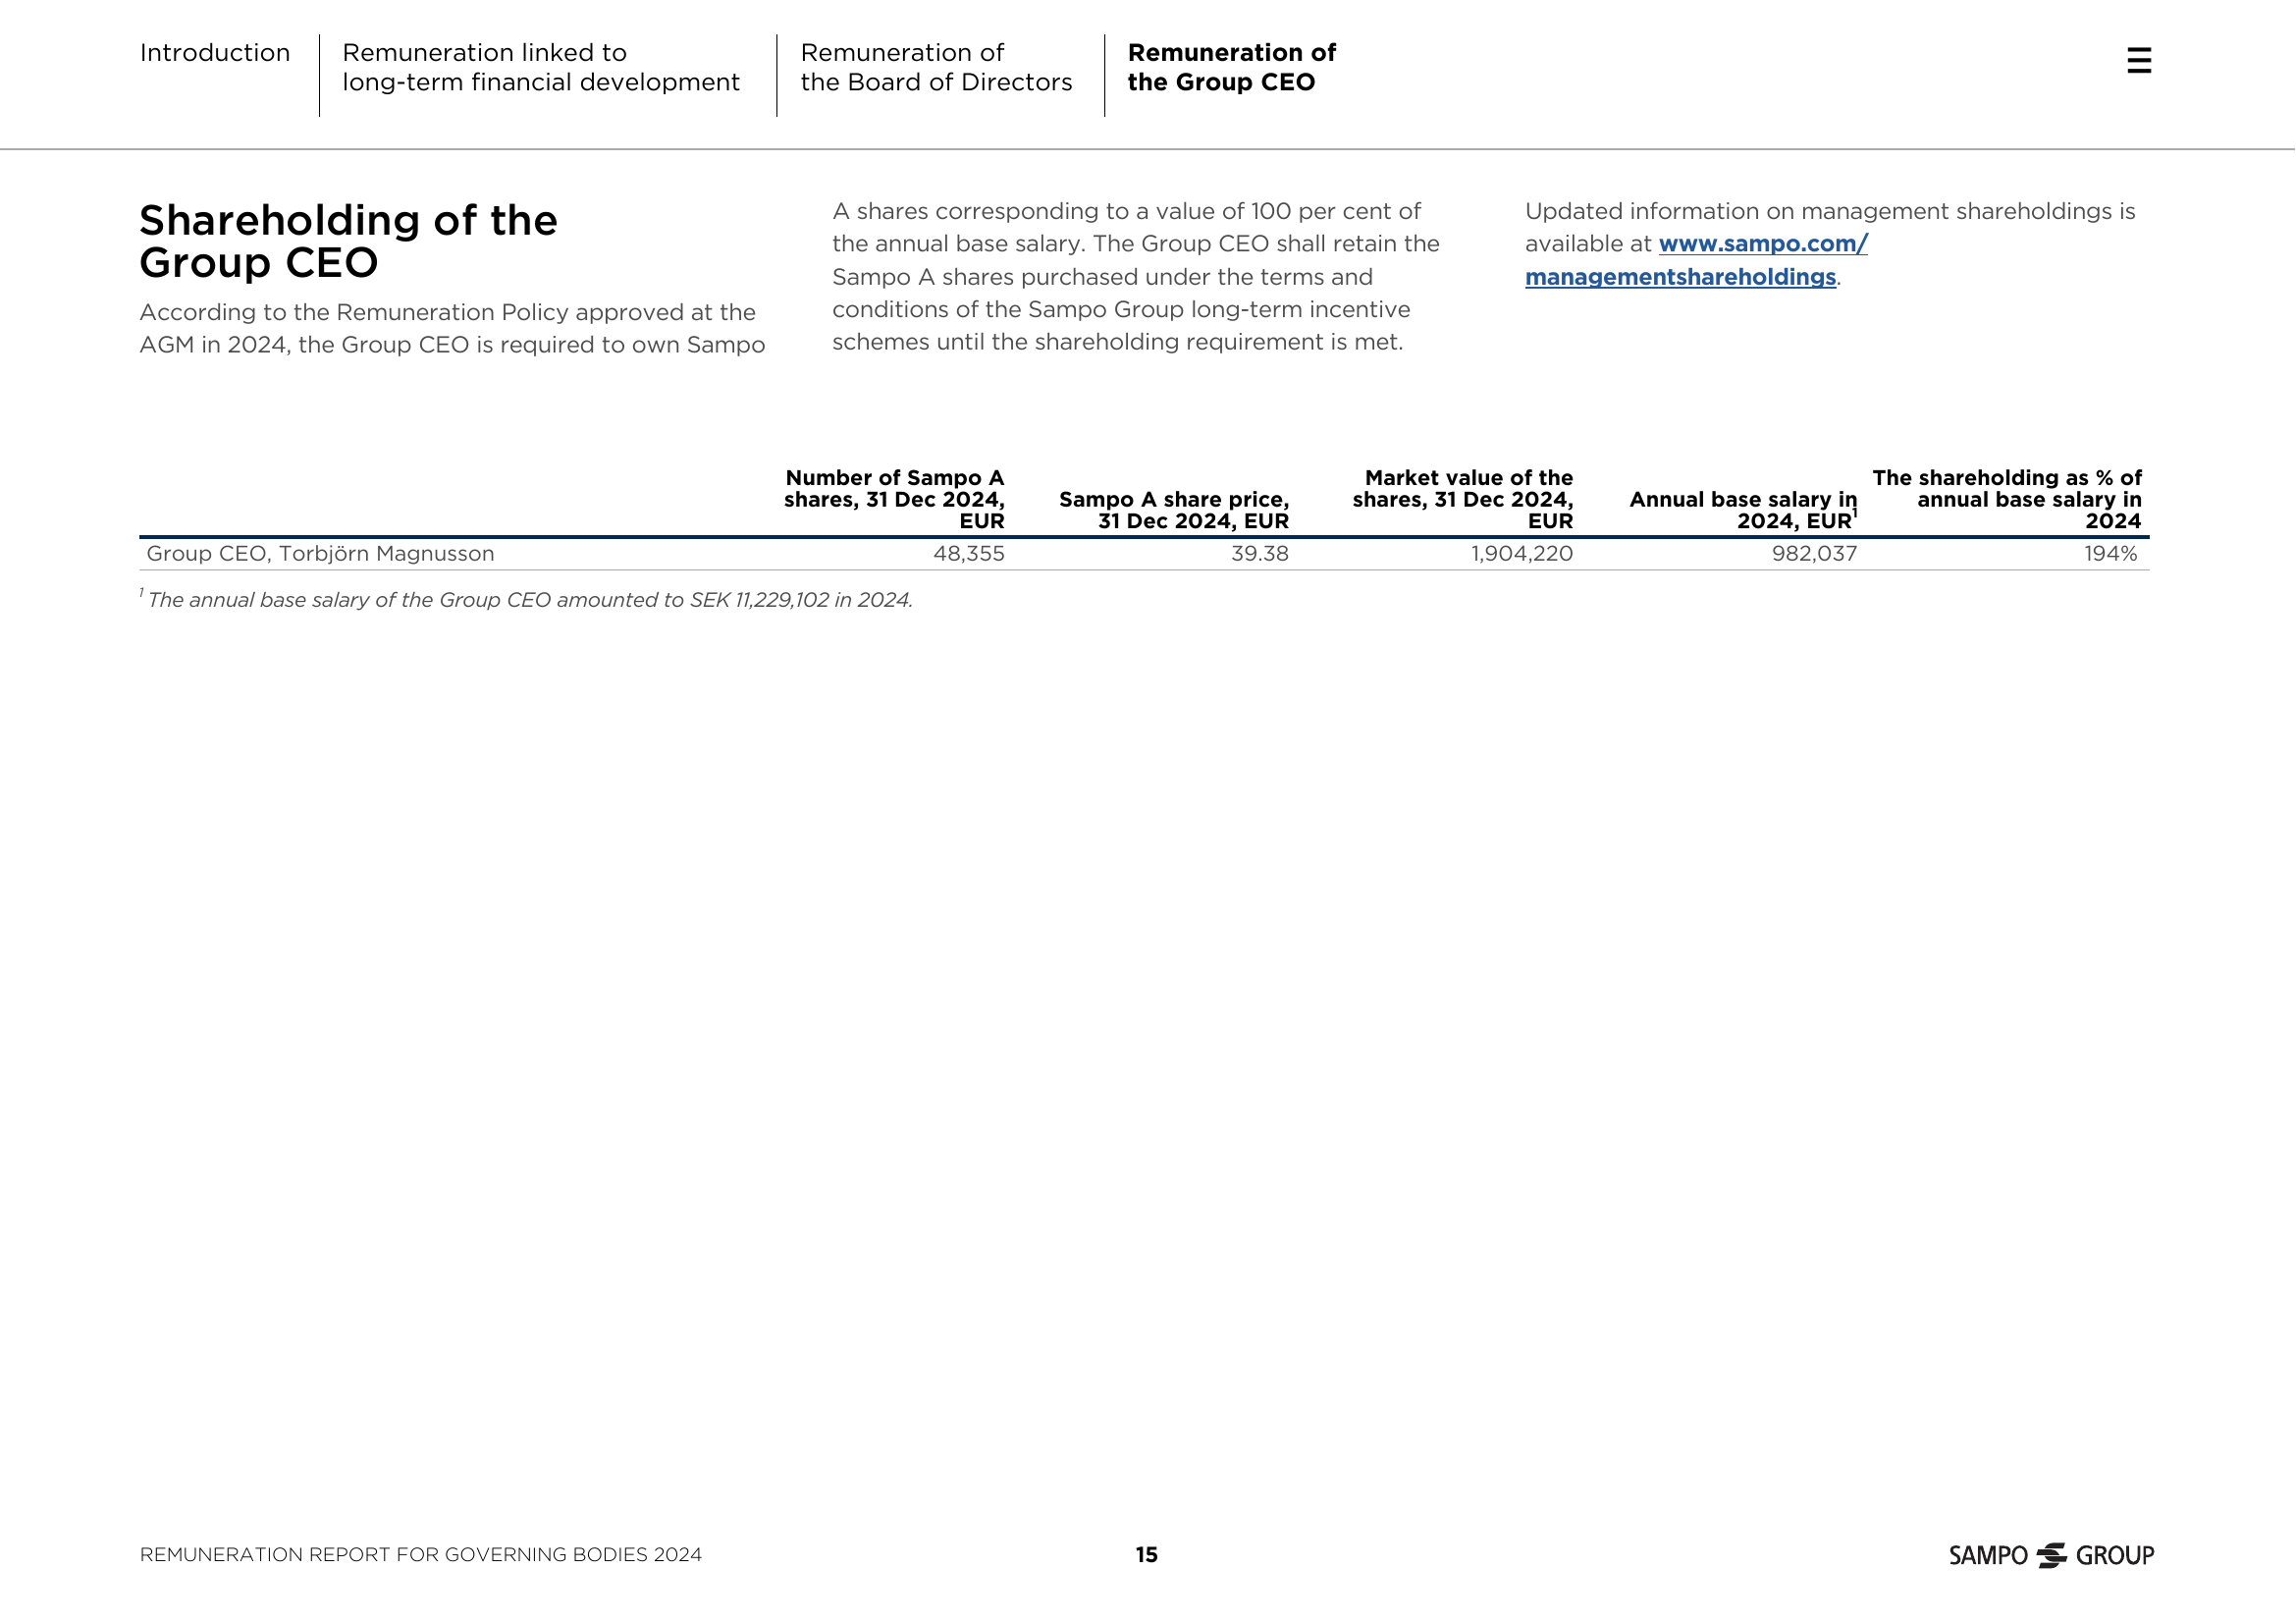 Introduction
Remuneration linked to
long-term financial development
Remuneration of
the Board of Directors
Remuneration of
the Group CEO
Shareholding of the
Group CEO
According to the Remuneration Policy approved at the
AGM in 2024, the Group CEO is required to own Sampo
A shares corresponding to a value of 100 per cent of
the annual base salary. The Group CEO shall retain the
Sampo A shares purchased under the terms and
conditions of the Sampo Group long-term incentive
schemes until the shareholding requirement is met.
Updated information on management shareholdings is
available at www.sampo.com/
managementshareholdings.
Number of Sampo A
shares, 31 Dec 2024,
EUR
Sampo A share price,
31 Dec 2024, EUR
Market value of the
shares, 31 Dec 2024,
EUR
Annual base salary in
2024, EUR¹
The shareholding as % of
annual base salary in
2024
Group CEO, Torbjörn Magnusson 48,355 39.38 1,904,220 982,037 194%
¹ The annual base salary of the Group CEO amounted to SEK 11,229,102 in 2024.
REMUNERATION REPORT FOR GOVERNING BODIES 2024
15
SAMPO GROUP